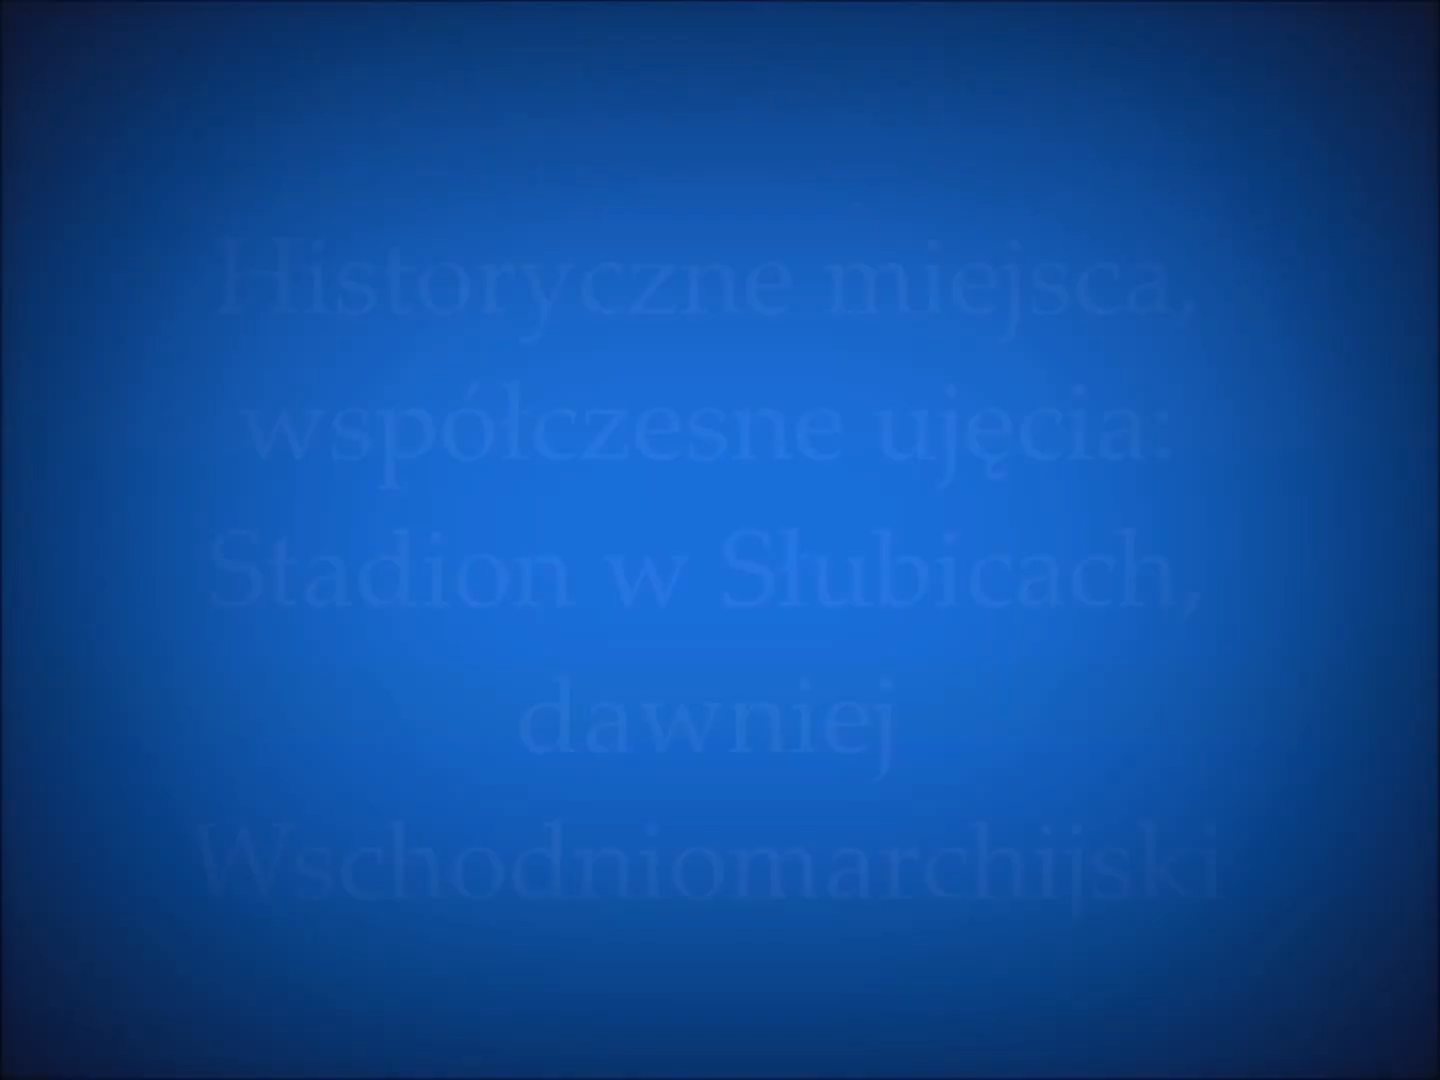 Historyczne miejsca,
współczesne ujęcia:
Stadion w Słubicach,
dawniej
Wschodniomarchijski